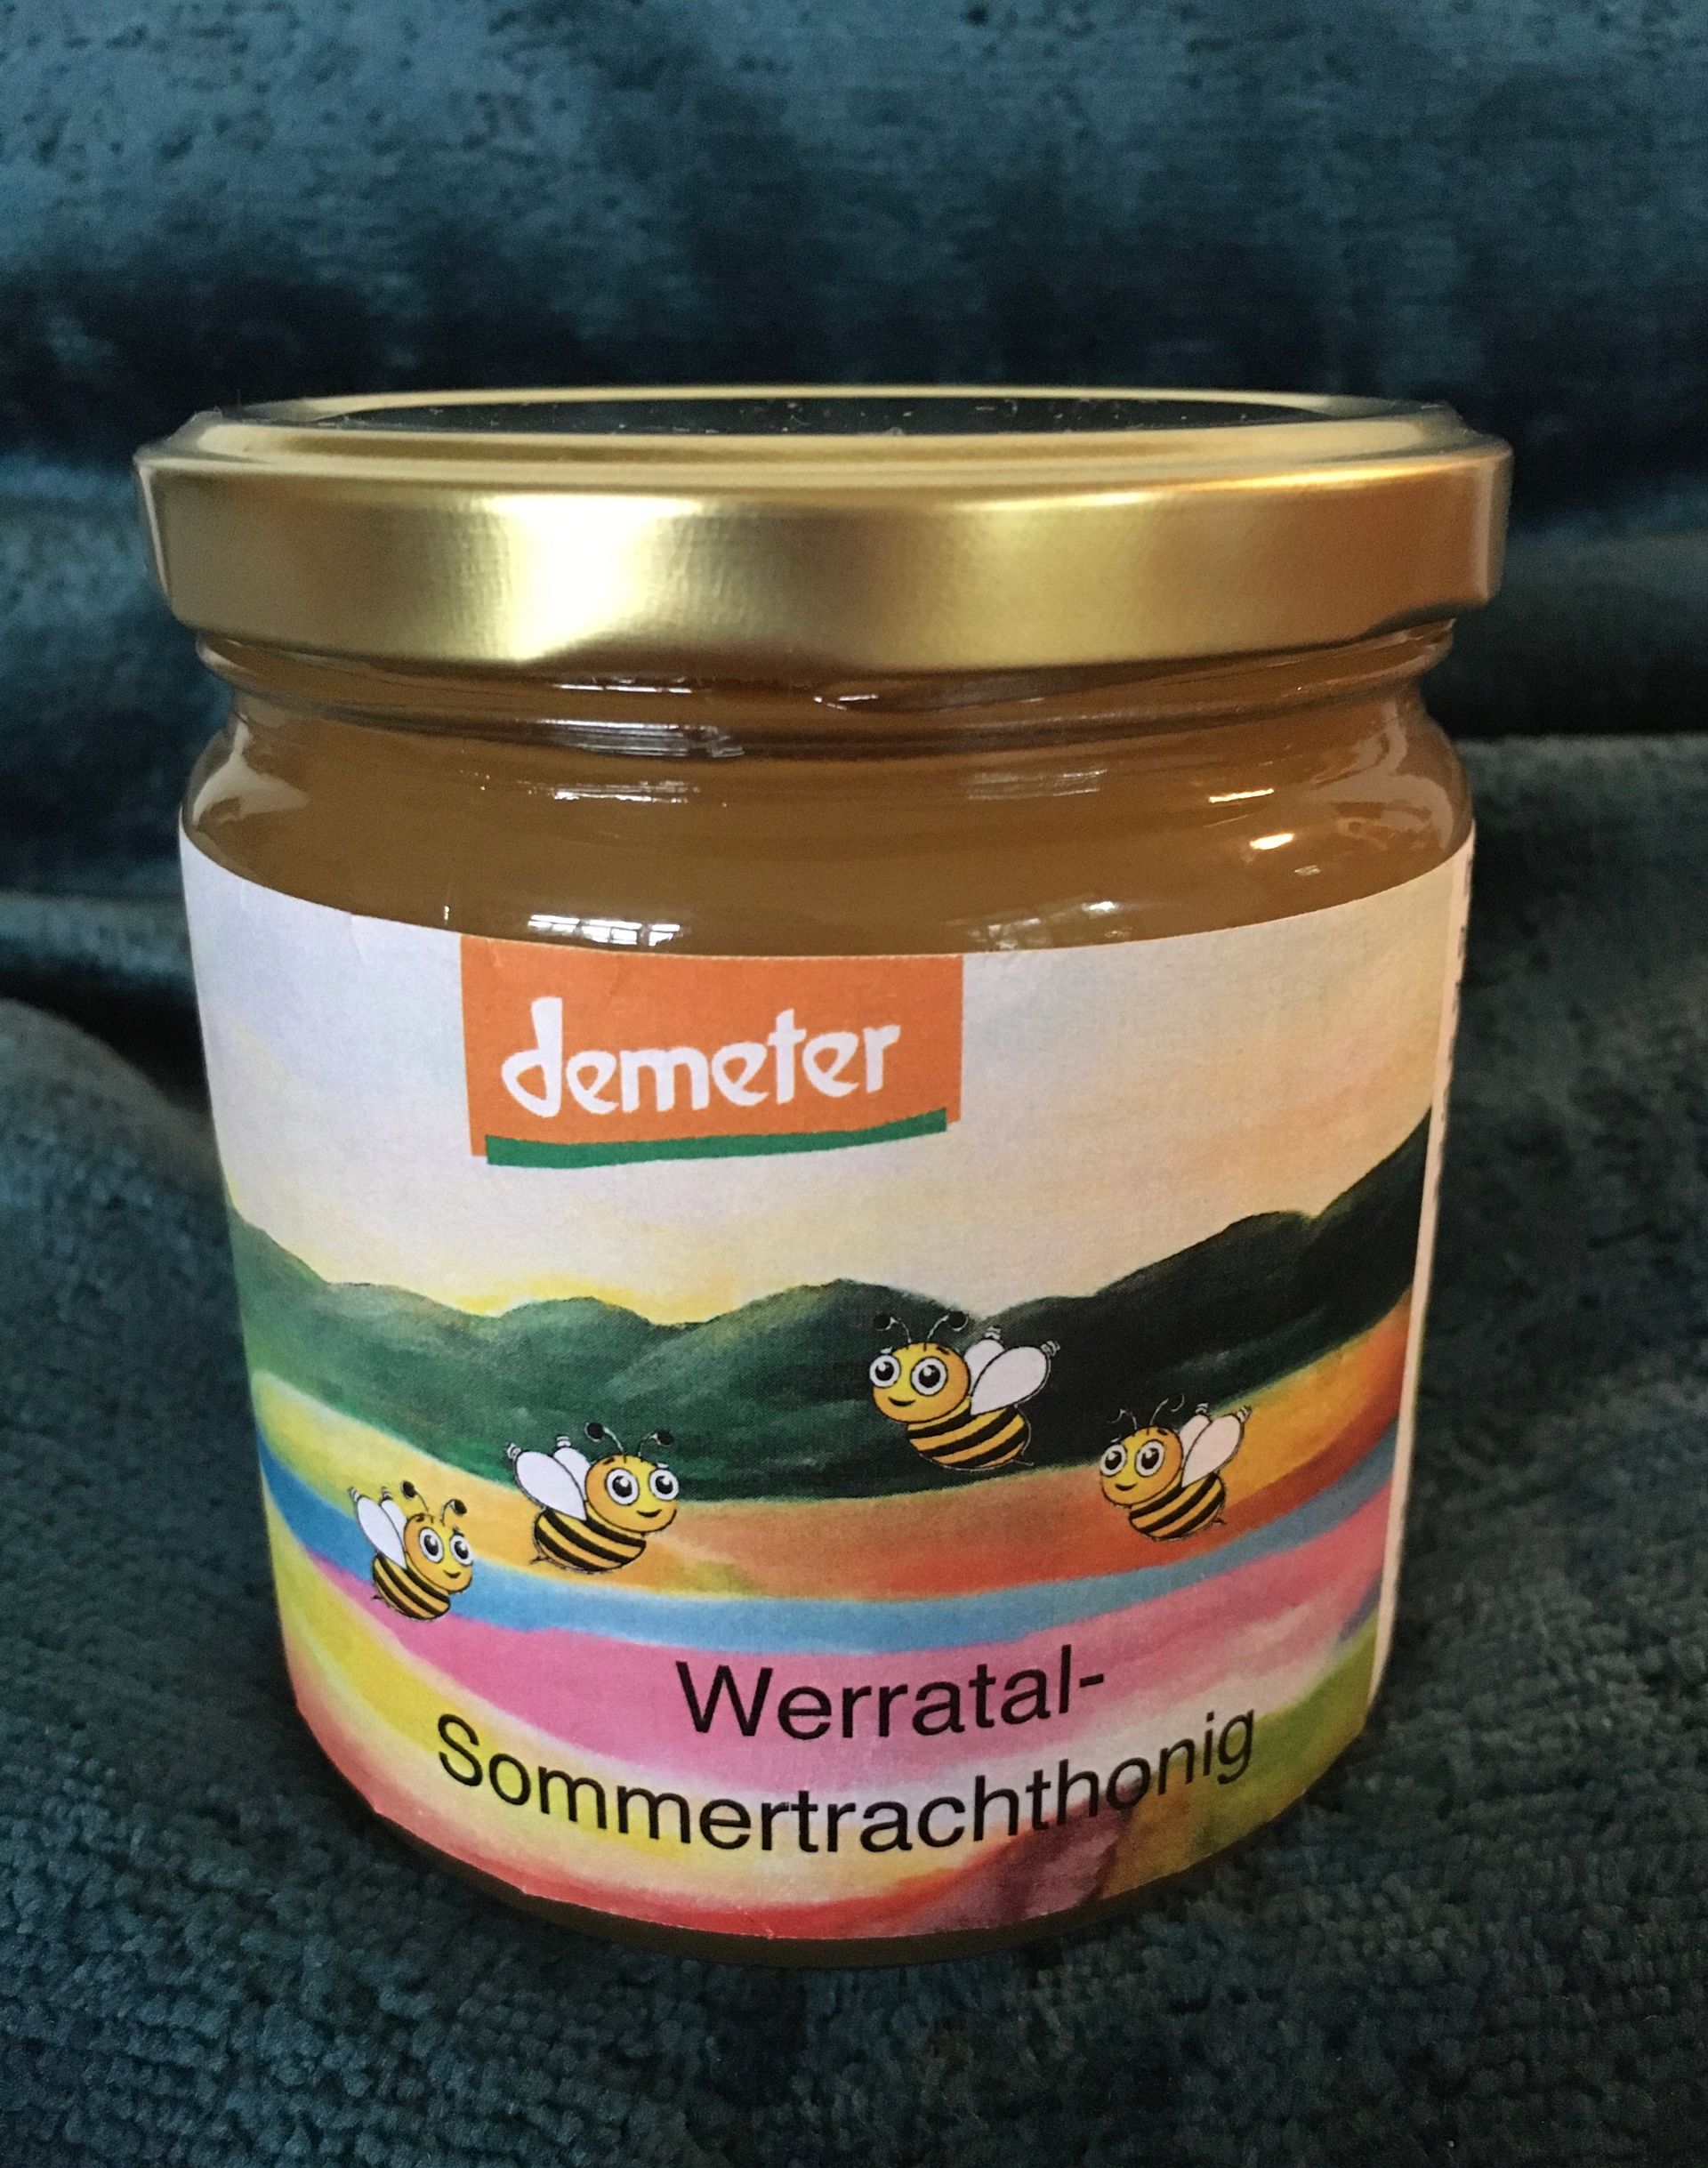 demeter
Werratal-
Sommertrachthonig